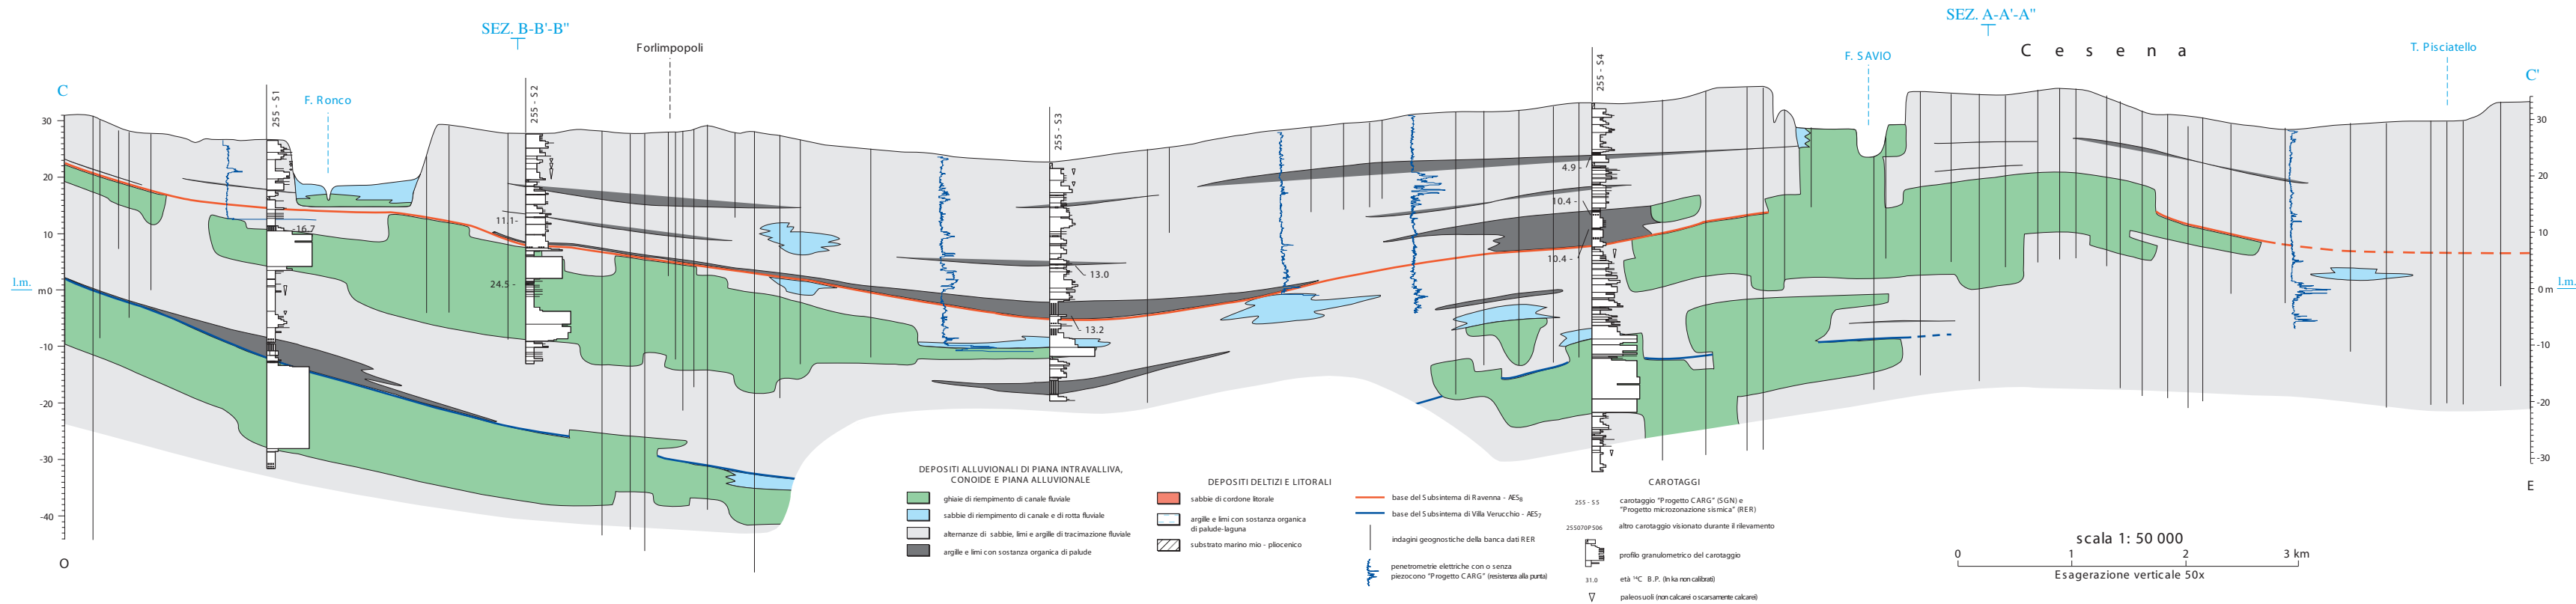 SEZ. A-A'-A"
SEZ. B-B'-B"
Forlimpopoli
F. SAVIO
C e s e n a
T. Pisciatello
C
F. Ronco
255 - S1
255 - S2
255 - S3
255 - S4
C'
30
20
10
l.m.
m0
-10
-20
-30
-40
O
16.7
11.1-
24.5 -
13.0
13.2
4.9
10.4 -
10.4 -
30
20
10
0 m
l.m.
-10
-20
-30
E
DEPOSITI ALLUVIONALI DI PIANA INTRAVALLIVA,
CONOIDE E PIANA ALLUVIONALE
ghiaie di riempimento di canale fluviale
sabbie di riempimento di canale e di rotta fluviale
alternanze di sabbie, limi e argille di tracimazione fluviale
argille e limi con sostanza organica di palude
DEPOSITI DELTIZI E LITORALI
sabbie di cordone litorale
argille e limi con sostanza organica
di palude-laguna
substrato marino mio - pliocenico
base del Subsintema di Ravenna - AES8
base del Subsintema di Villa Verucchio - AES7
indagini geognostiche della banca dati RER
penetrometrie elettriche con o senza
piezocono "Progetto CARG" (resistenza alla punta)
CAROTAGGI
255 - S5
carotaggio "Progetto CARG" (SGN) e
"Progetto microzonazione sismica" (RER)
255070P506
altro carotaggio visionato durante il rilevamento
profilo granulometrico del carotaggio
31.0
età 14C B.P. (in ka non calibrati)
paleosuoli (non calcarei o scarsamente calcarei)
scala 1: 50 000
0
1
2
3 km
Esagerazione verticale 50x